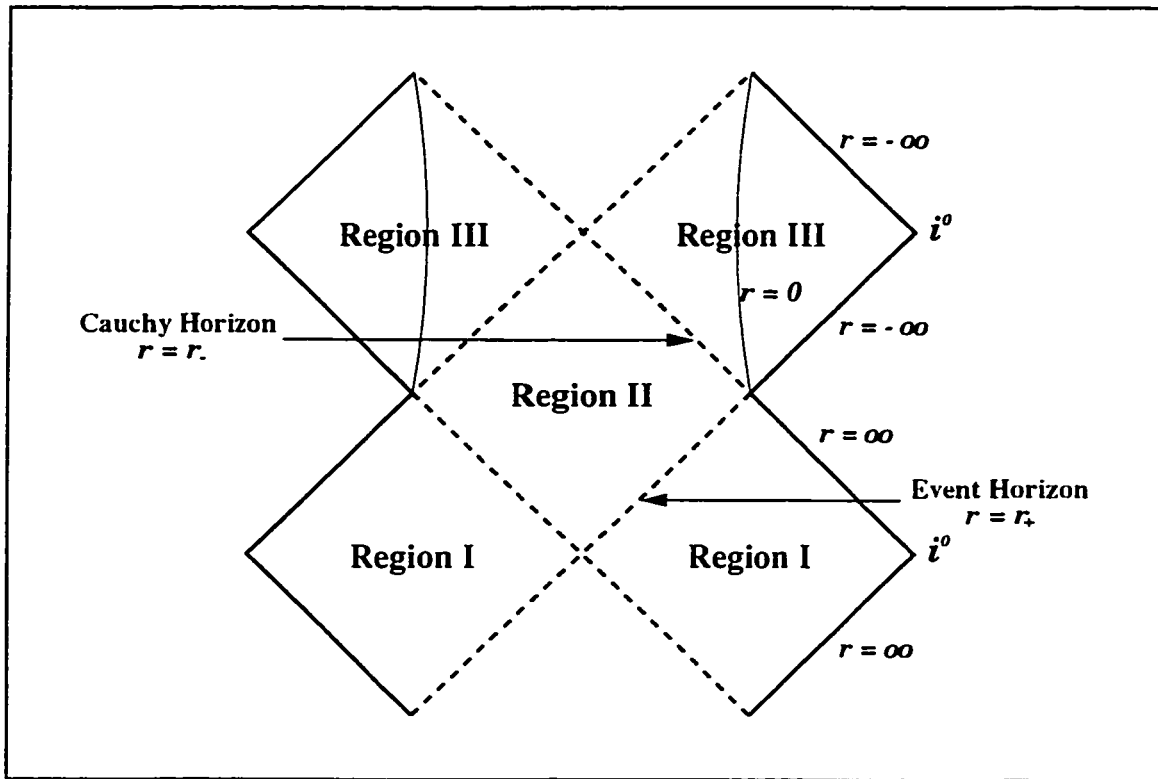 r = - ∞
Region III
Region III
i⁰
r = 0
Cauchy Horizon
r = r₋
r = - ∞
Region II
r = ∞
Event Horizon
r = r₊
Region I
Region I
i⁰
r = ∞